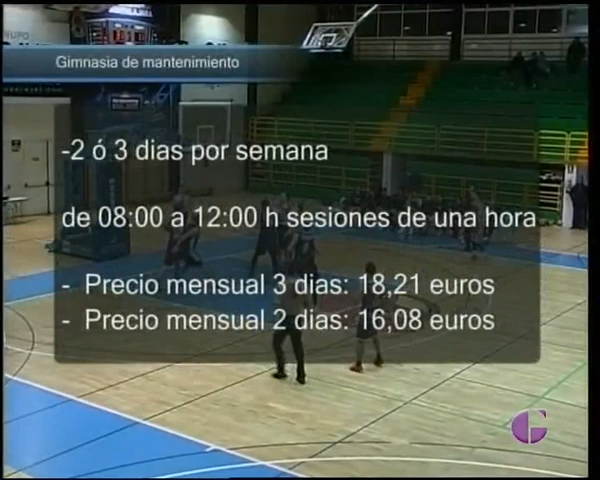 Gimnasia de mantenimiento
-2 ó 3 dias por semana
de 08:00 a 12:00 h sesiones de una hora
- Precio mensual 3 dias: 18,21 euros
- Precio mensual 2 dias: 16,08 euros